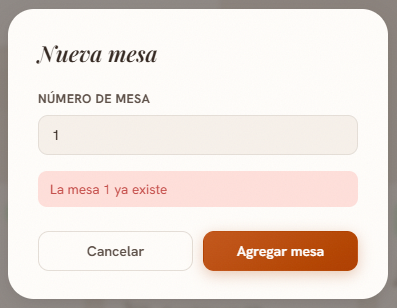 Nueva mesa
NÚMERO DE MESA
1
La mesa 1 ya existe
Cancelar
Agregar mesa